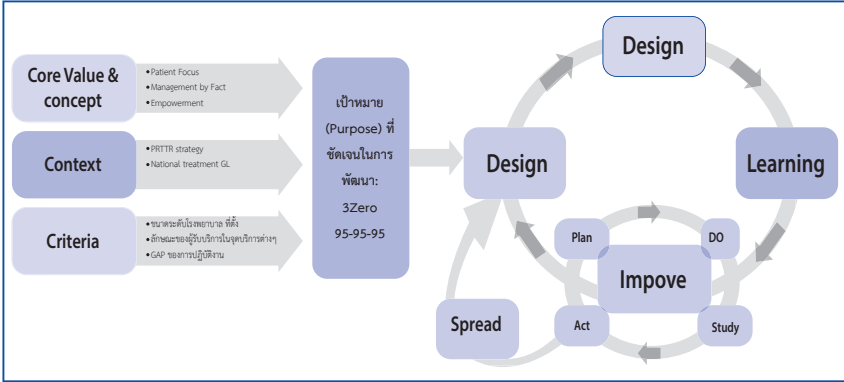 Core Value &
concept
•Patient Focus
•Management by Fact
•Empowerment
Context
•PRTTR strategy
•National treatment GL
Criteria
•ขนาดระดับโรงพยาบาล ที่ตั้ง
•ลักษณะของผู้รับบริการในจุดบริการต่างๆ
•GAP ของการปฏิบัติงาน
เป้าหมาย
(Purpose) ที่
ชัดเจนในการ
พัฒนา:
3Zero
95-95-95
Design
Design
Learning
Plan
DO
Impove
Act
Study
Spread